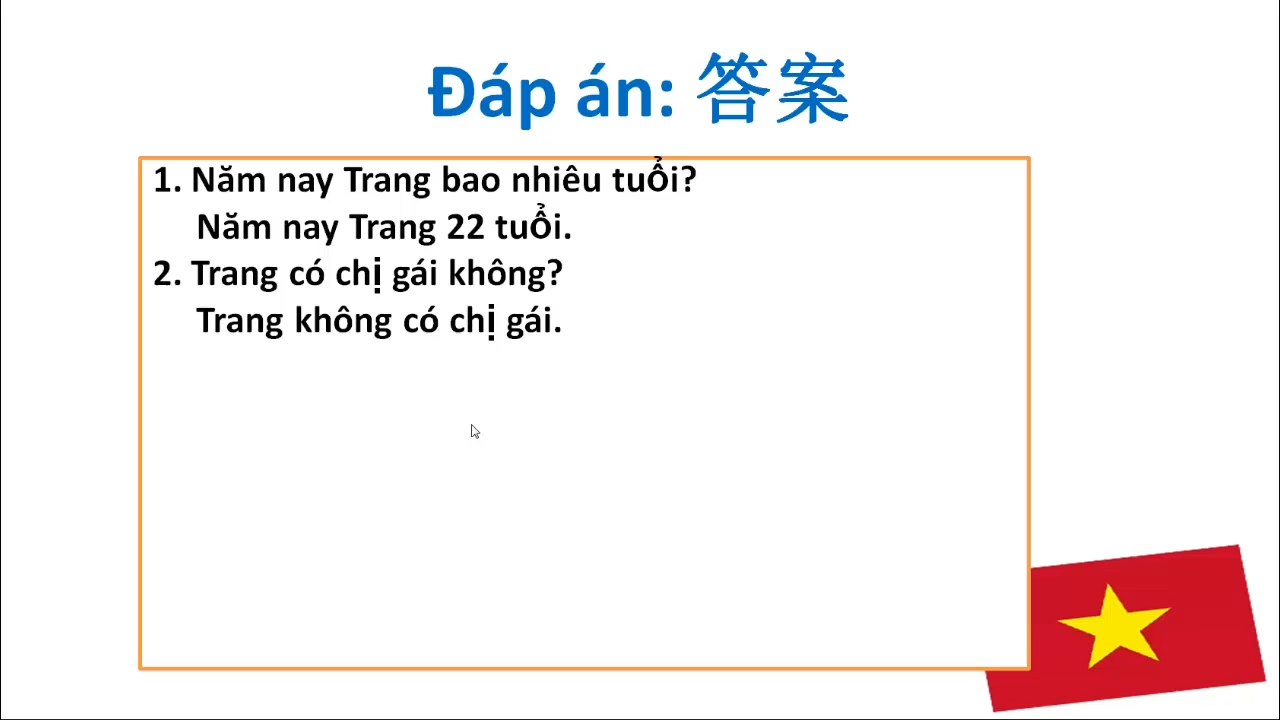 Đáp án: 答案
1. Năm nay Trang bao nhiêu tuổi?
Năm nay Trang 22 tuổi.
2. Trang có chị gái không?
Trang không có chị gái.